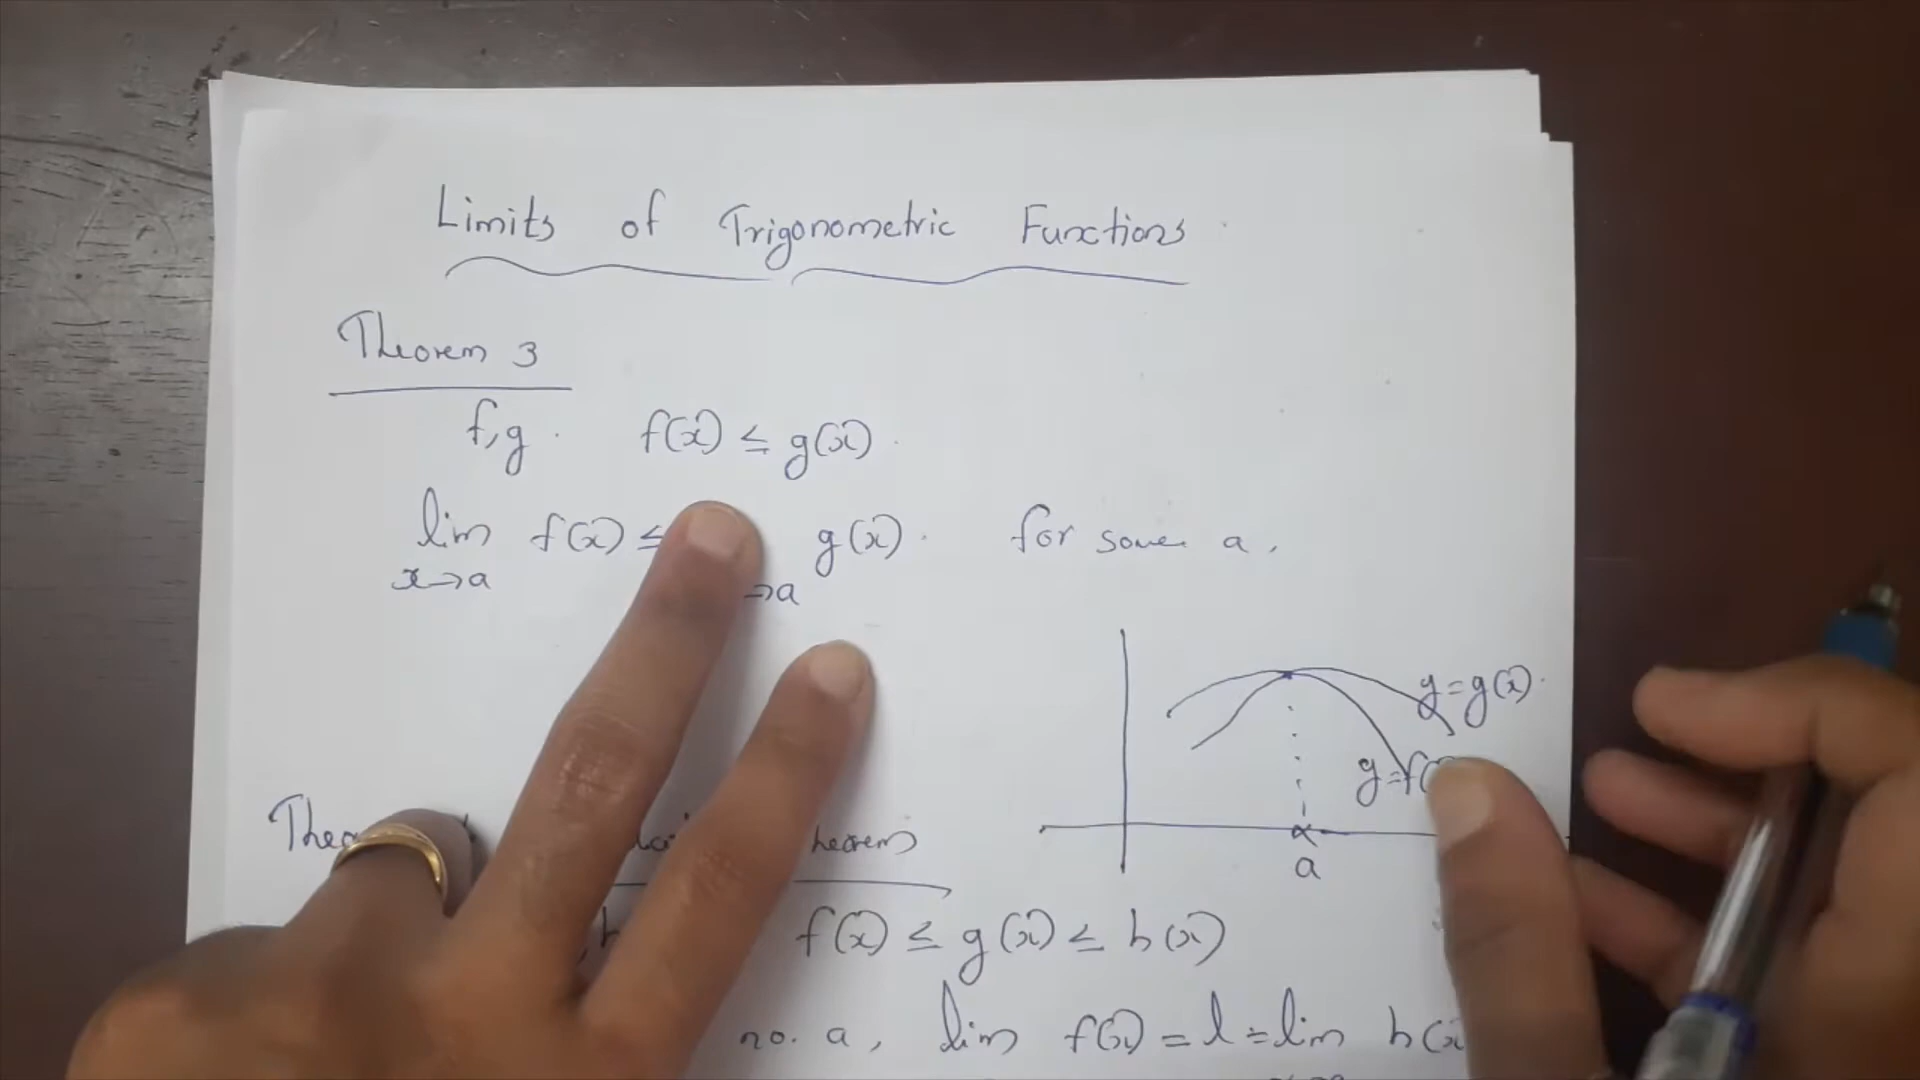 Limits of Trigonometric Functions
Theorem 3
f,g. f(x) ≤ g(x).
lim f(x) ≤ g(x). for some a.
x→a →a
y=g(x).
a
f(x) ≤ g(x) ≤ h(x)
no. a, lim f(x) = l = lim